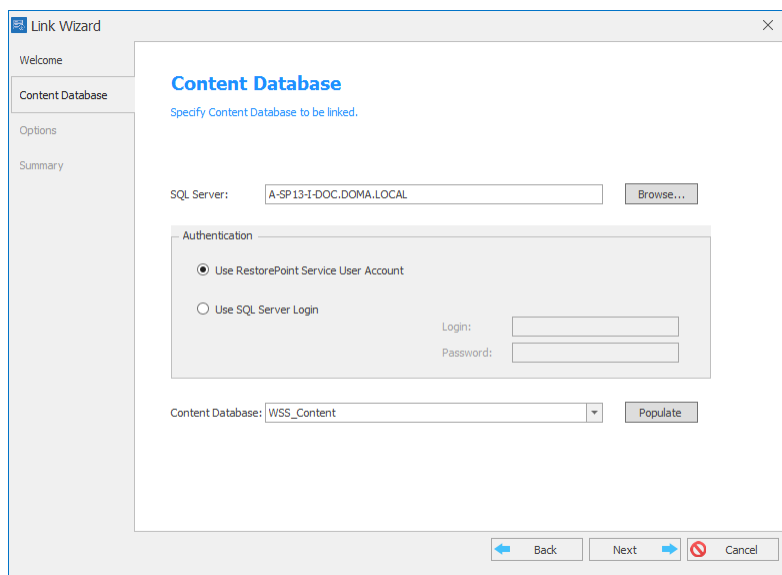 Link Wizard
Welcome
Content Database
Options
Summary
Content Database
Specify Content Database to be linked.
SQL Server: A-SP13-I-DOC.DOMA.LOCAL Browse...
Authentication
Use RestorePoint Service User Account
Use SQL Server Login
Login:
Password:
Content Database: WSS_Content Populate
Back Next Cancel